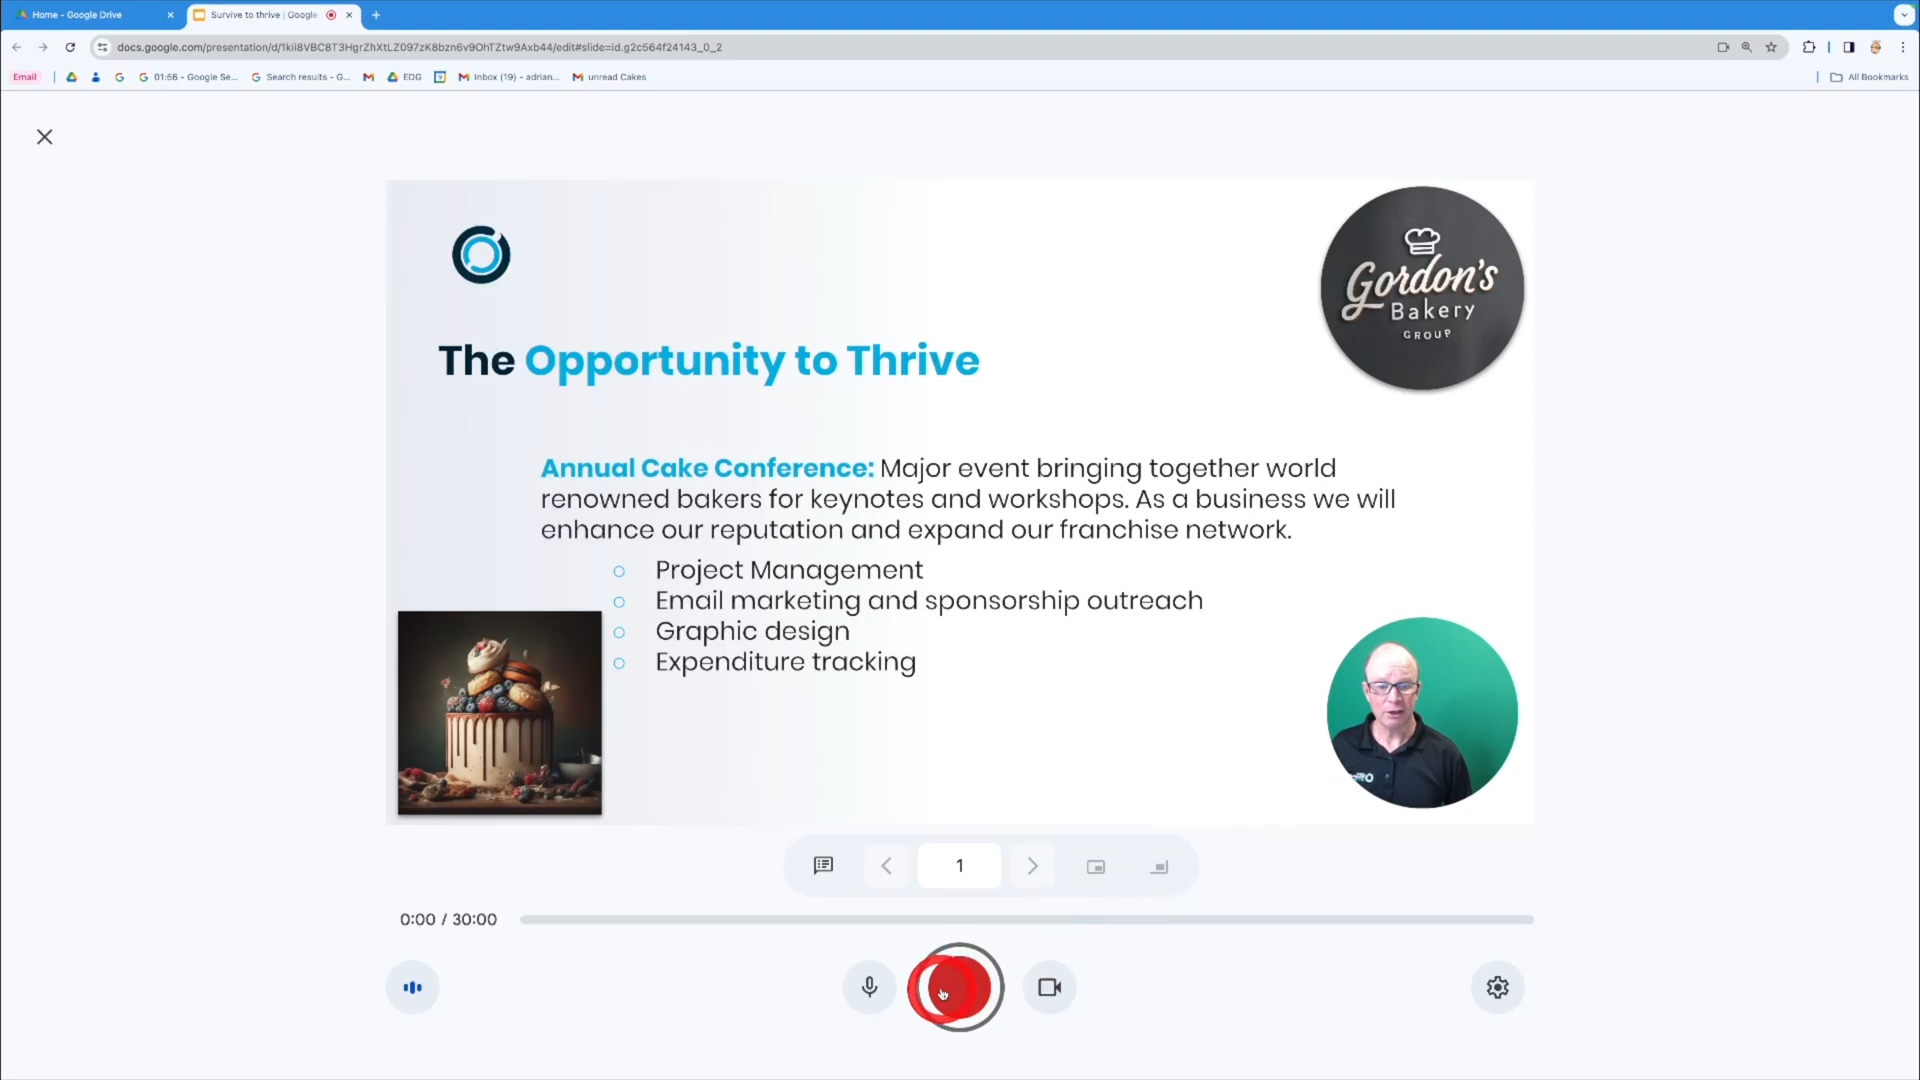 Home - Google Drive
Survive to thrive | Google
docs.google.com/presentation/d/1kii8VBC8T3HgrZhXtLZ097zK8bzn6v9OhTZtw9Axb44/edit#slide=id.g2c564f24143_0_2
Email
01:66 - Google Se...
Search results - G...
EDG
Inbox (19) - adrian...
unread Cakes
All Bookmarks
Gordon's
Bakery
GROUP
The Opportunity to Thrive
Annual Cake Conference: Major event bringing together world
renowned bakers for keynotes and workshops. As a business we will
enhance our reputation and expand our franchise network.
Project Management
Email marketing and sponsorship outreach
Graphic design
Expenditure tracking
1
0:00 / 30:00